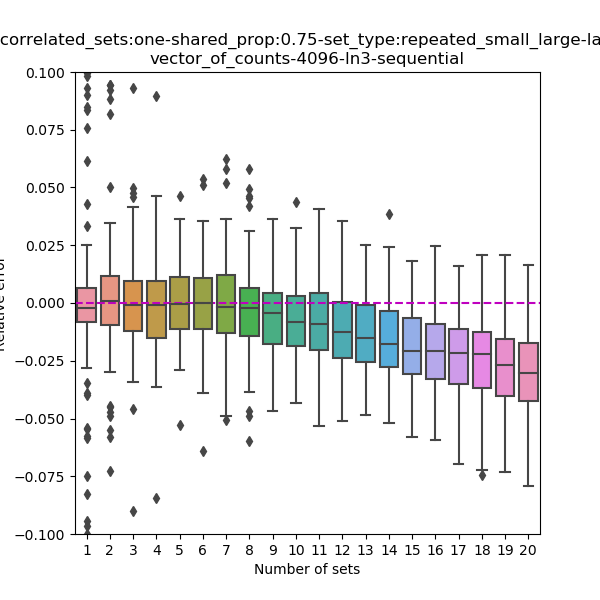 correlated_sets:one-shared_prop:0.75-set_type:repeated_small_large-la
vector_of_counts-4096-ln3-sequential
0.100
0.075
0.050
0.025
0.000
−0.025
−0.050
−0.075
−0.100
Relative error
1 2 3 4 5 6 7 8 9 10 11 12 13 14 15 16 17 18 19 20
Number of sets